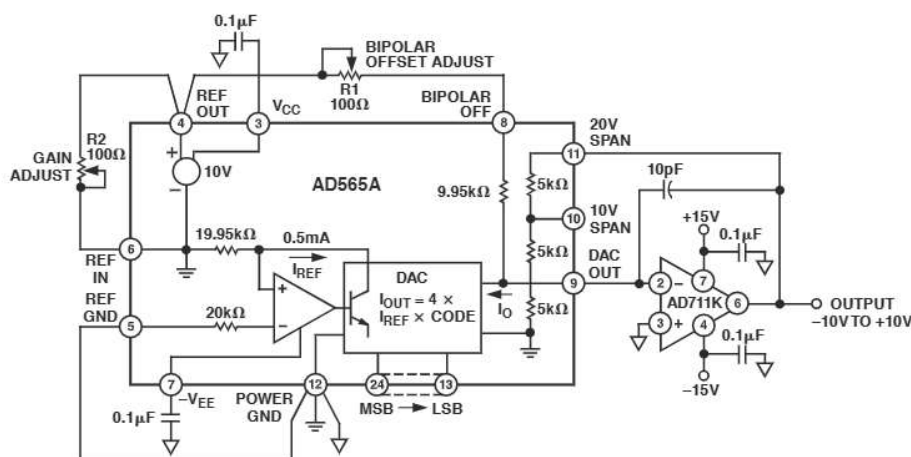 0.1µF
BIPOLAR
OFFSET ADJUST
R1
100Ω
REF
OUT
VCC
BIPOLAR
OFF
20V
SPAN
4
3
8
11
R2
100Ω
GAIN
ADJUST
+
10V
−
AD565A
9.95kΩ
5kΩ
10pF
10
10V
SPAN
+15V
0.1µF
6
REF
IN
19.95kΩ
0.5mA
IREF
5kΩ
DAC
OUT
9
DAC
IOUT = 4 ×
IREF × CODE
IO
5kΩ
2
−
7
AD711K
6
OUTPUT
−10V TO +10V
3
+
4
0.1µF
−15V
REF
GND
5
20kΩ
+
−
7
−VEE
0.1µF
POWER
GND
12
24
13
MSB
LSB